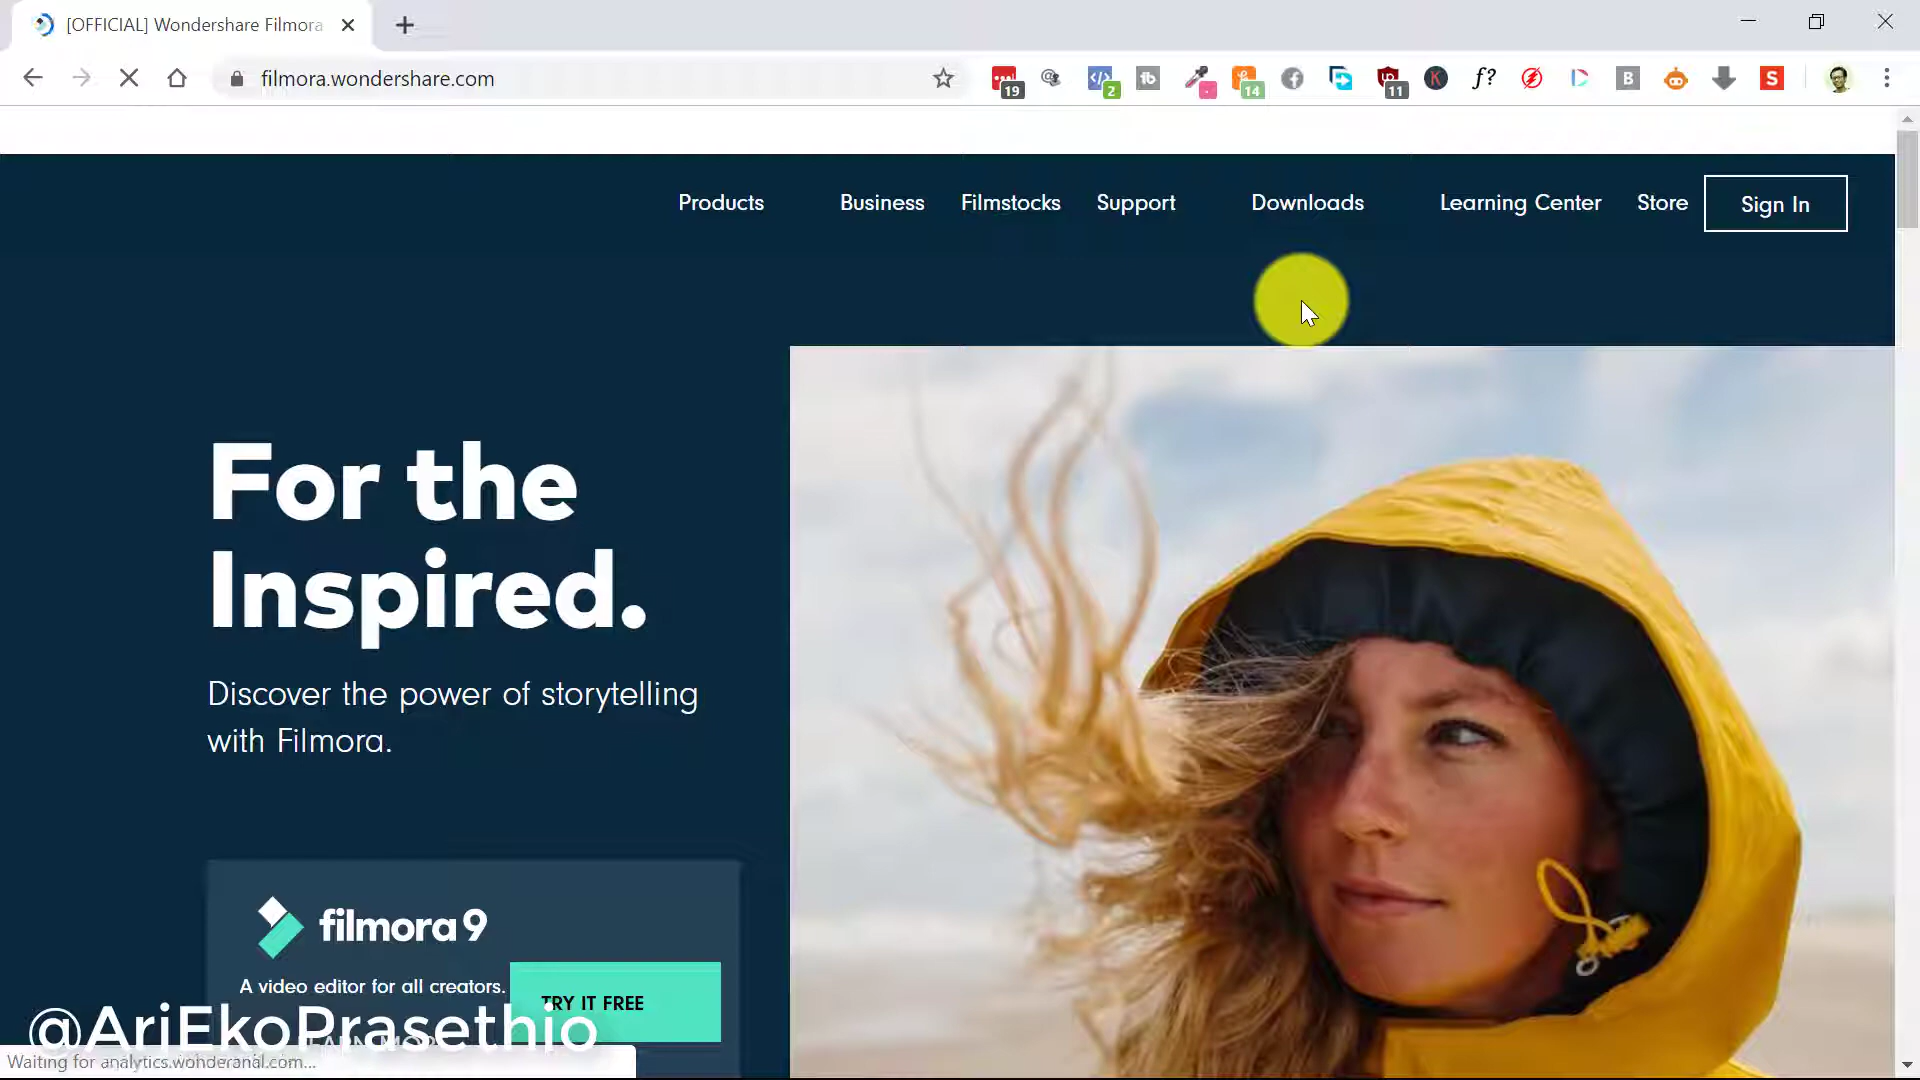 [OFFICIAL] Wondershare Filmora
filmora.wondershare.com
19
2
14
11
f?
B
S
Products
Business
Filmstocks
Support
Downloads
Learning Center
Store
Sign In
For the
Inspired.
Discover the power of storytelling
with Filmora.
filmora9
A video editor for all creators.
TRY IT FREE
@AriEkoPrasethio
Waiting for analytics.wonderanal.com...